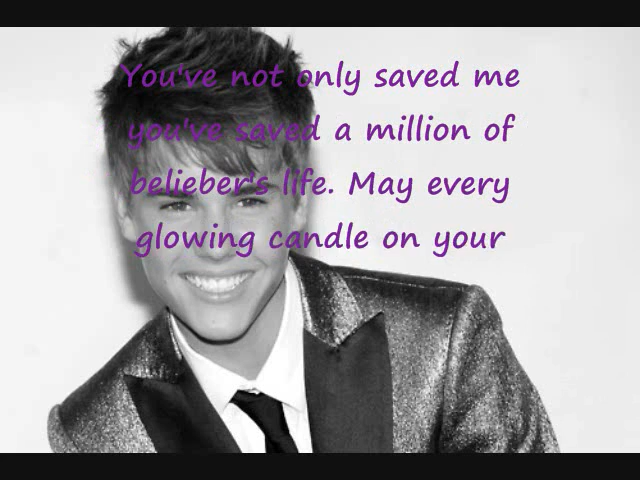 You've not only saved me
you've saved a million of
belieber's life. May every
glowing candle on your